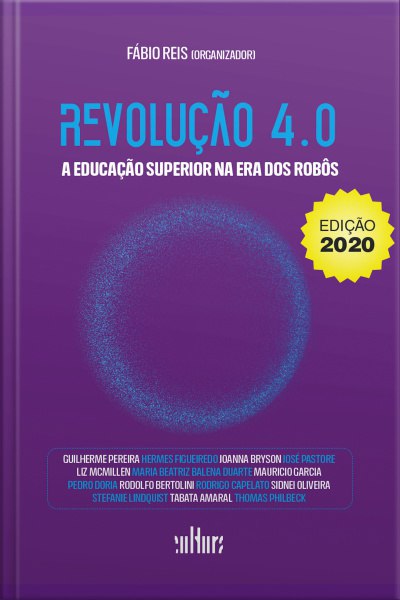 FÁBIO REIS (ORGANIZADOR)
REVOLUÇÃO 4.0
A EDUCAÇÃO SUPERIOR NA ERA DOS ROBÔS
EDIÇÃO
2020
GUILHERME PEREIRA HERMES FIGUEIREDO JOANNA BRYSON JOSÉ PASTORE
LIZ MCMILLEN MARIA BEATRIZ BALENA DUARTE MAURICIO GARCIA
PEDRO DORIA RODOLFO BERTOLINI RODRIGO CAPELATO SIDNEI OLIVEIRA
STEFANIE LINDQUIST TABATA AMARAL THOMAS PHILBECK
cultura